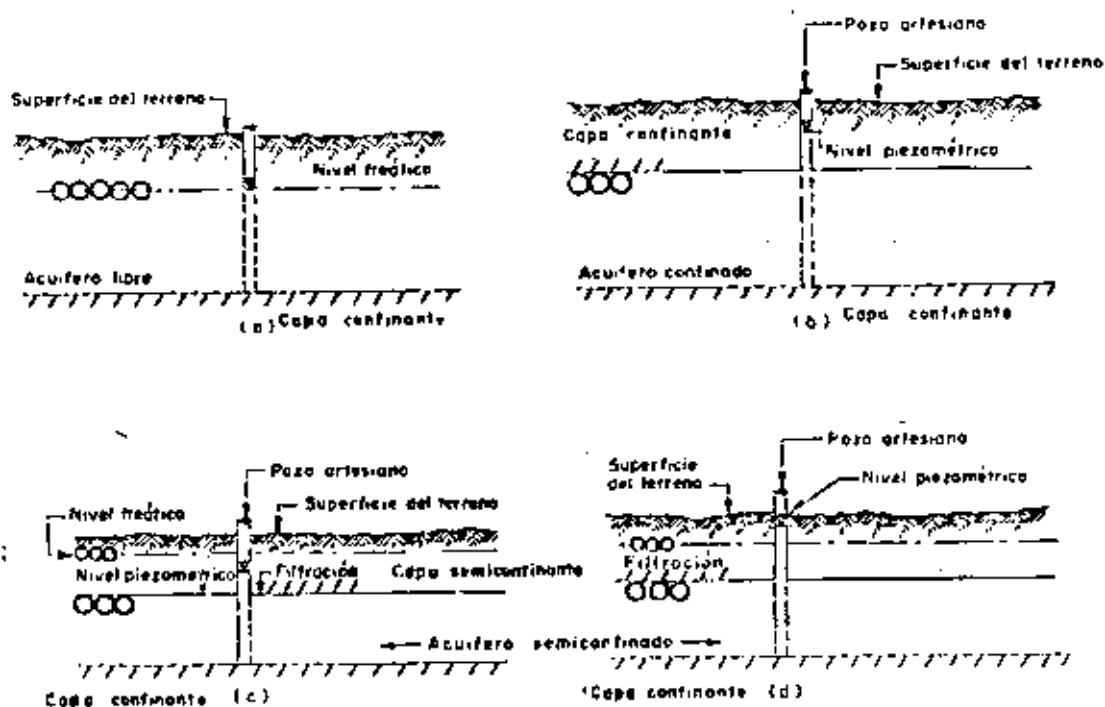 Superficie del terreno
Nivel freático
Acuífero libre
(a) Capa confinante
Pozo artesiano
Superficie del terreno
Capa confinante
Nivel piezométrico
Acuífero confinado
(b) Capa confinante
Pozo artesiano
Nivel freático
Superficie del terreno
Nivel piezometrico
Filtración
Capa semiconfinante
Capa confinante (c)
Pozo artesiano
Superficie
del terreno
Nivel piezométrico
Filtración
Acuífero semiconfinado
Capa confinante (d)